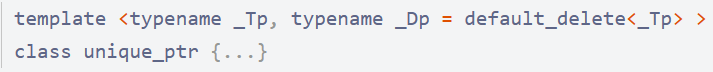 template <typename _Tp, typename _Dp = default_delete<_Tp> >
class unique_ptr {...}